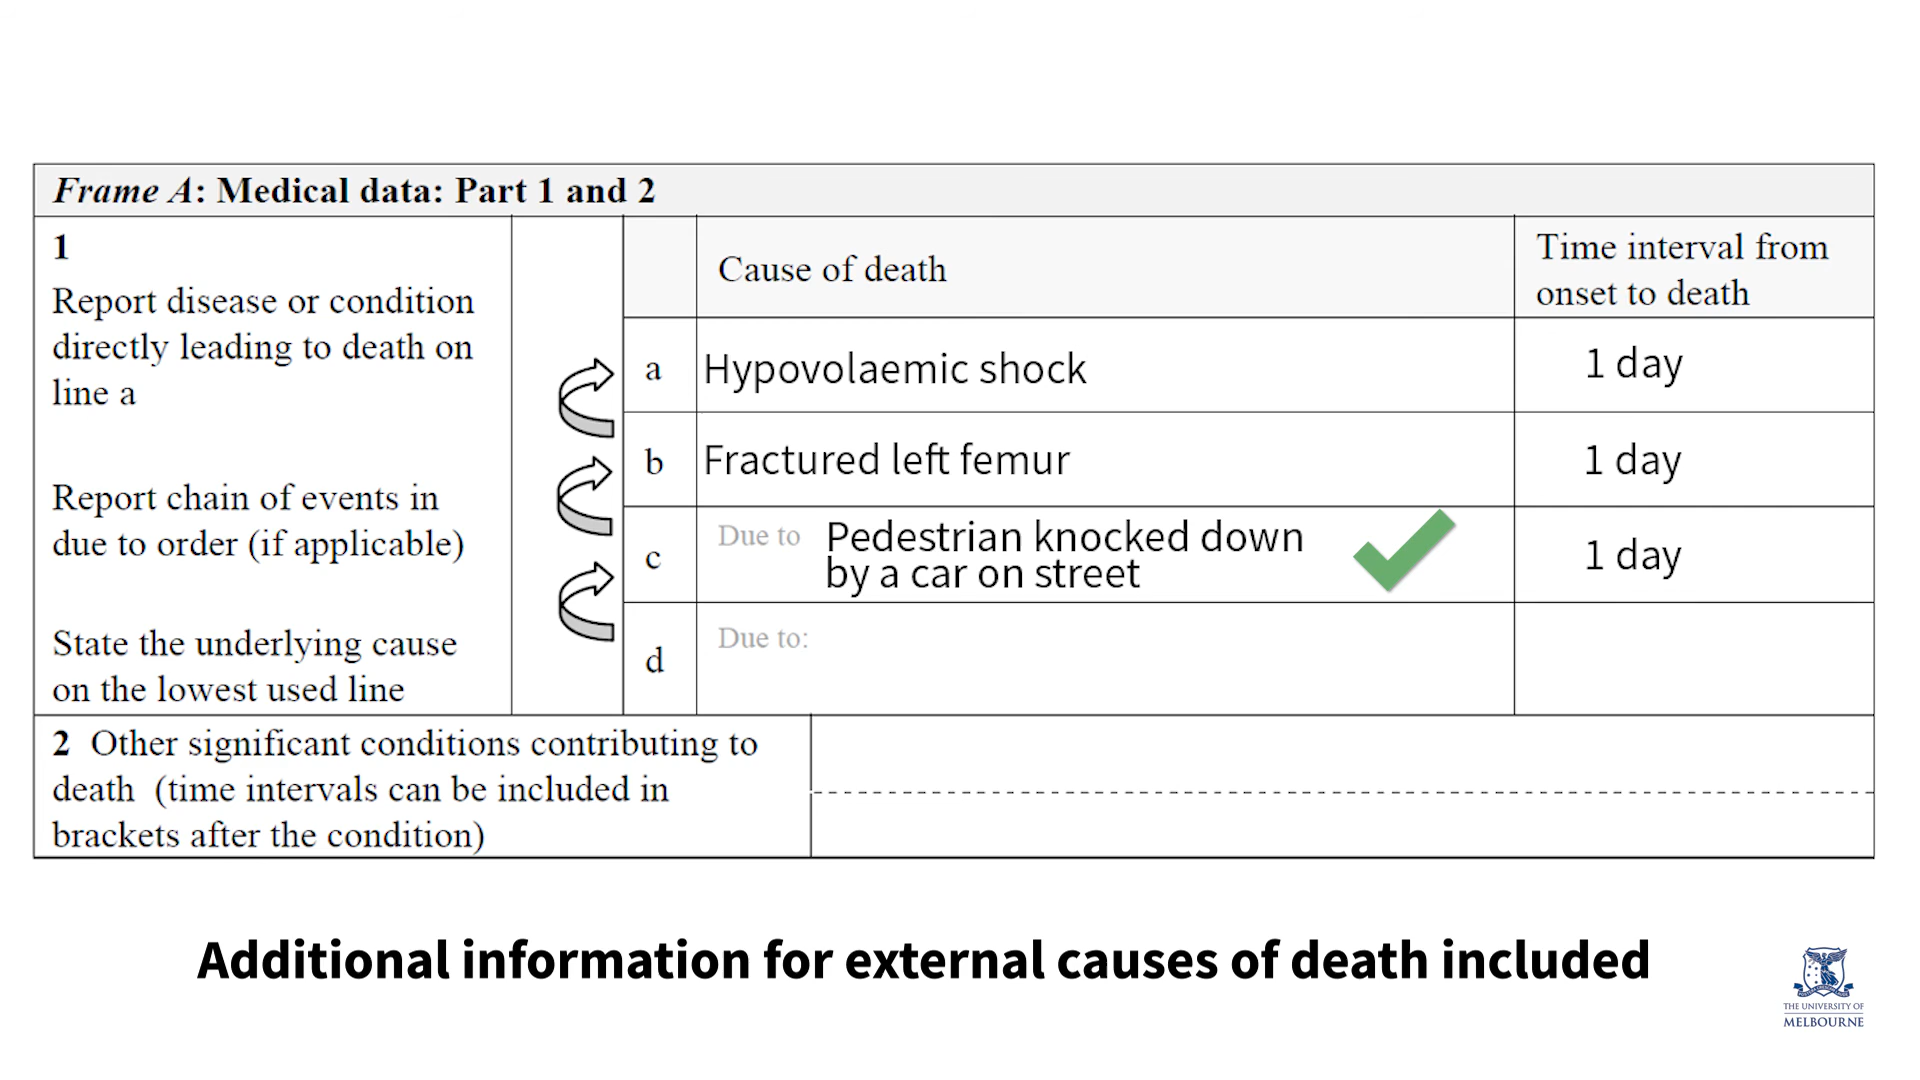 Frame A: Medical data: Part 1 and 2
1
Report disease or condition
directly leading to death on
line a
Report chain of events in
due to order (if applicable)
State the underlying cause
on the lowest used line
Cause of death
Time interval from
onset to death
a
Hypovolaemic shock
1 day
b
Fractured left femur
1 day
c
Due to Pedestrian knocked down
by a car on street
1 day
d
Due to:
2 Other significant conditions contributing to
death (time intervals can be included in
brackets after the condition)
Additional information for external causes of death included
THE UNIVERSITY OF
MELBOURNE